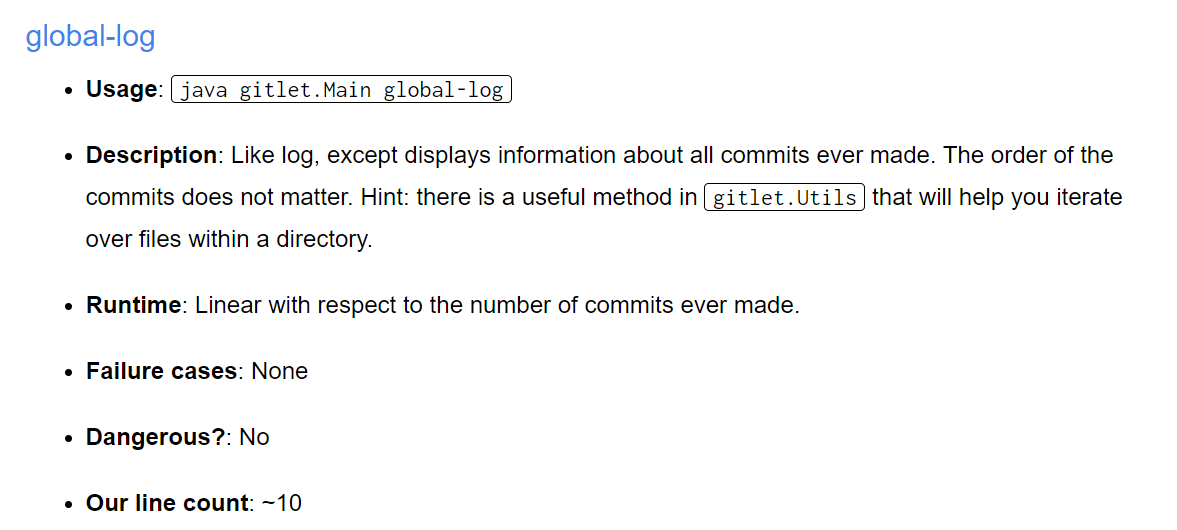 global-log
• Usage: java gitlet.Main global-log
• Description: Like log, except displays information about all commits ever made. The order of the
commits does not matter. Hint: there is a useful method in gitlet.Utils that will help you iterate
over files within a directory.
• Runtime: Linear with respect to the number of commits ever made.
• Failure cases: None
• Dangerous?: No
• Our line count: ~10